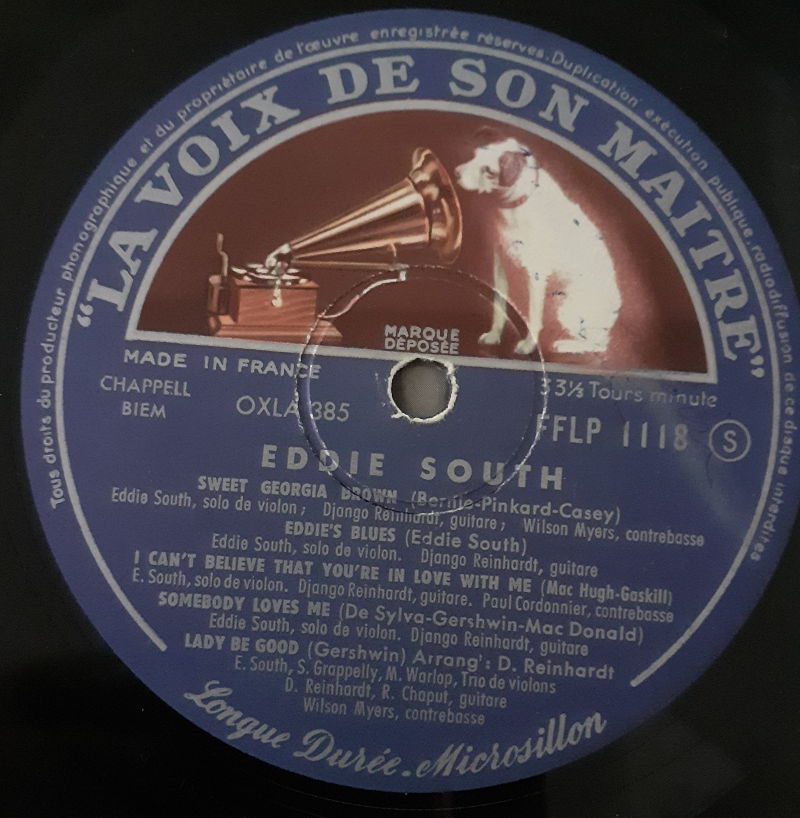 Tous droits du producteur phonographique et du propriétaire de l'œuvre enregistrée réservés. Duplication, exécution publique, radiodiffusion de ce disque interdites
"LA VOIX DE SON MAITRE"
MARQUE
DÉPOSÉE
MADE IN FRANCE
33⅓ Tours minute
CHAPPELL
BIEM
OXLA 385
FFLP 1118 S
EDDIE SOUTH
SWEET GEORGIA BROWN (Bernie-Pinkard-Casey)
Eddie South, solo de violon; Django Reinhardt, guitare; Wilson Myers, contrebasse
EDDIE'S BLUES (Eddie South)
Eddie South, solo de violon. Django Reinhardt, guitare
I CAN'T BELIEVE THAT YOU'RE IN LOVE WITH ME (Mac Hugh-Gaskill)
E. South, solo de violon. Django Reinhardt, guitare. Paul Cordonnier, contrebasse
SOMEBODY LOVES ME (De Sylva-Gershwin-Mac Donald)
Eddie South, solo de violon. Django Reinhardt, guitare
LADY BE GOOD (Gershwin) Arrang': D. Reinhardt
E. South, S. Grappelly, M. Warlop, Trio de violons
D. Reinhardt, R. Chaput, guitare
Wilson Myers, contrebasse
Longue Durée-Microsillon